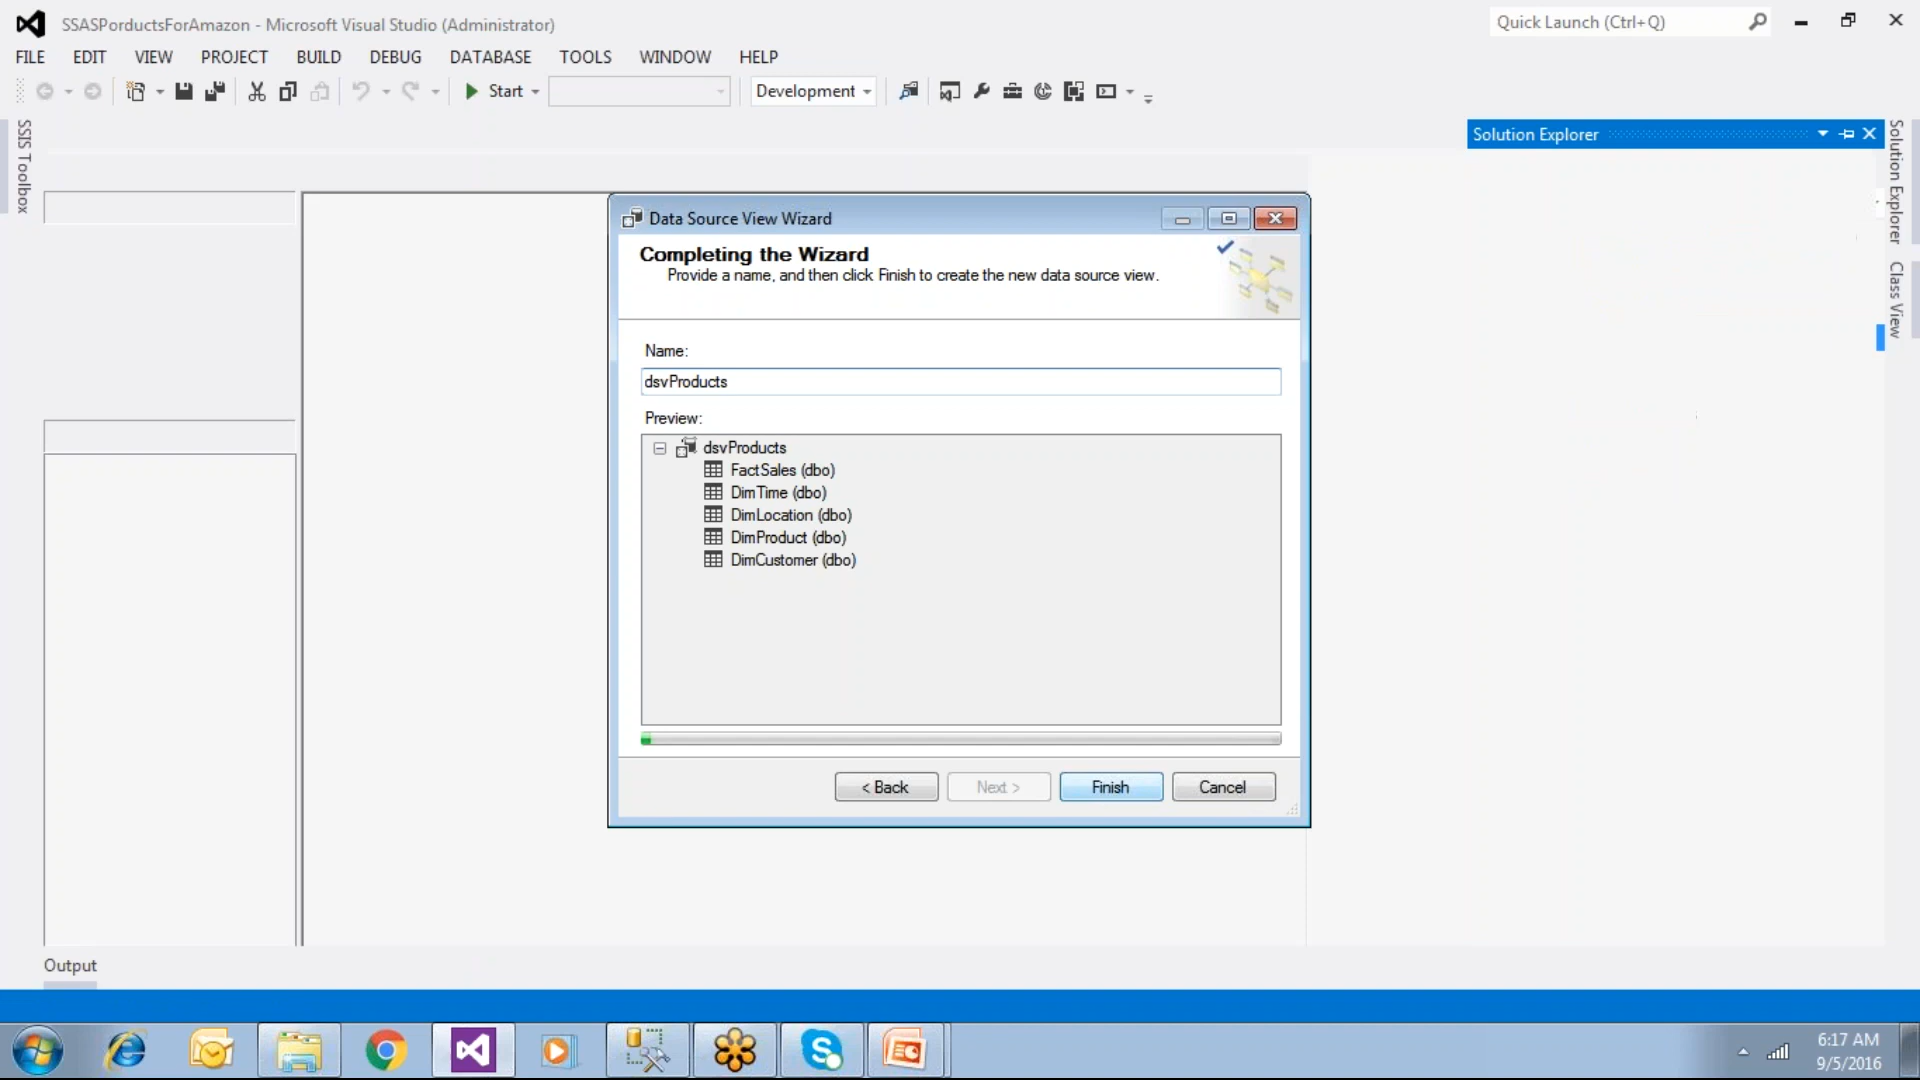 SSASPorductsForAmazon - Microsoft Visual Studio (Administrator)
Quick Launch (Ctrl+Q)
FILE EDIT VIEW PROJECT BUILD DEBUG DATABASE TOOLS WINDOW HELP
Start
Development
SSIS Toolbox
Solution Explorer
Solution Explorer
Class View
Data Source View Wizard
Completing the Wizard
Provide a name, and then click Finish to create the new data source view.
Name:
dsvProducts
Preview:
dsvProducts
FactSales (dbo)
DimTime (dbo)
DimLocation (dbo)
DimProduct (dbo)
DimCustomer (dbo)
< Back Next > Finish Cancel
Output
6:17 AM
9/5/2016